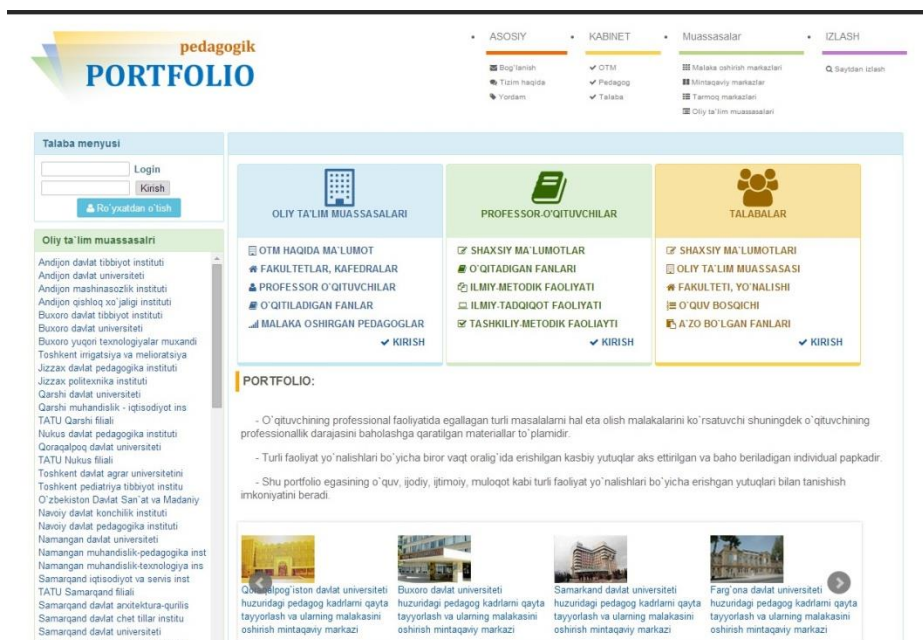 pedagogik
PORTFOLIO
ASOSIY
Bog'lanish
Tizim haqida
Yordam
KABINET
OTM
Pedagog
Talaba
Muassasalar
Malaka oshirish markazlari
Mintaqaviy markazlar
Tarmoq markazlari
Oliy ta'lim muassasalari
IZLASH
Saytdan izlash
Talaba menyusi
Login
Kirish
Ro'yxatdan o'tish
Oliy ta`lim muassasalri
Andijon davlat tibbiyot instituti
Andijon davlat universiteti
Andijon mashinasozlik instituti
Andijon qishloq xo`jaligi instituti
Buxoro davlat tibbiyot instituti
Buxoro davlat universiteti
Buxoro yuqori texnologiyalar muxandi
Toshkent irrigatsiya va melioratsiya
Jizzax davlat pedagogika instituti
Jizzax politexnika instituti
Qarshi davlat universiteti
Qarshi muhandislik - iqtisodiyot ins
TATU Qarshi filiali
Nukus davlat pedagogika instituti
Qoraqalpoq davlat universiteti
TATU Nukus filiali
Toshkent davlat agrar universitetini
Toshkent pediatriya tibbiyot institu
O`zbekiston Davlat San`at va Madaniy
Navoiy davlat konchilik instituti
Navoiy davlat pedagogika instituti
Namangan davlat universiteti
Namangan muhandislik-pedagogika inst
Namangan muhandislik-texnologiya ins
Samarqand iqtisodiyot va servis inst
TATU Samarqand filiali
Samarqand davlat arxitektura-qurilis
Samarqand davlat chet tillar institu
Samarqand davlat universiteti
OLIY TA'LIM MUASSASALARI
OTM HAQIDA MA'LUMOT
FAKULTETLAR, KAFEDRALAR
PROFESSOR O'QITUVCHILAR
O'QITILADIGAN FANLAR
MALAKA OSHIRGAN PEDAGOGLAR
KIRISH
PROFESSOR-O'QITUVCHILAR
SHAXSIY MA'LUMOTLAR
O'QITADIGAN FANLARI
ILMIY-METODIK FAOLIYATI
ILMIY-TADQIQOT FAOLIYATI
TASHKILIY-METODIK FAOLIAYTI
KIRISH
TALABALAR
SHAXSIY MA'LUMOTLARI
OLIY TA'LIM MUASSASASI
FAKULTETI, YO'NALISHI
O'QUV BOSQICHI
A'ZO BO'LGAN FANLARI
KIRISH
PORTFOLIO:
- O`qituvchining professional faoliyatida egallagan turli masalalarni hal eta olish malakalarini ko`rsatuvchi shuningdek o`qituvchining
professionallik darajasini baholashga qaratilgan materiallar to`plamidir.
- Turli faoliyat yo`nalishlari bo`yicha biror vaqt oralig`ida erishilgan kasbiy yutuqlar aks ettirilgan va baho beriladigan individual papkadir.
- Shu portfolio egasining o`quv, ijodiy, ijtimoiy, muloqot kabi turli faoliyat yo`nalishlari bo`yicha erishgan yutuqlari bilan tanishish
imkoniyatini beradi.
Qoraqalpog`iston davlat universiteti
huzuridagi pedagog kadrlarni qayta
tayyorlash va ularning malakasini
oshirish mintaqaviy markazi
Buxoro davlat universiteti
huzuridagi pedagog kadrlarni qayta
tayyorlash va ularning malakasini
oshirish mintaqaviy markazi
Samarkand davlat universiteti
huzuridagi pedagog kadrlarni qayta
tayyorlash va ularning malakasini
oshirish mintaqaviy markazi
Farg`ona davlat universiteti
huzuridagi pedagog kadrlarni qayta
tayyorlash va ularning malakasini
oshirish mintaqaviy markazi